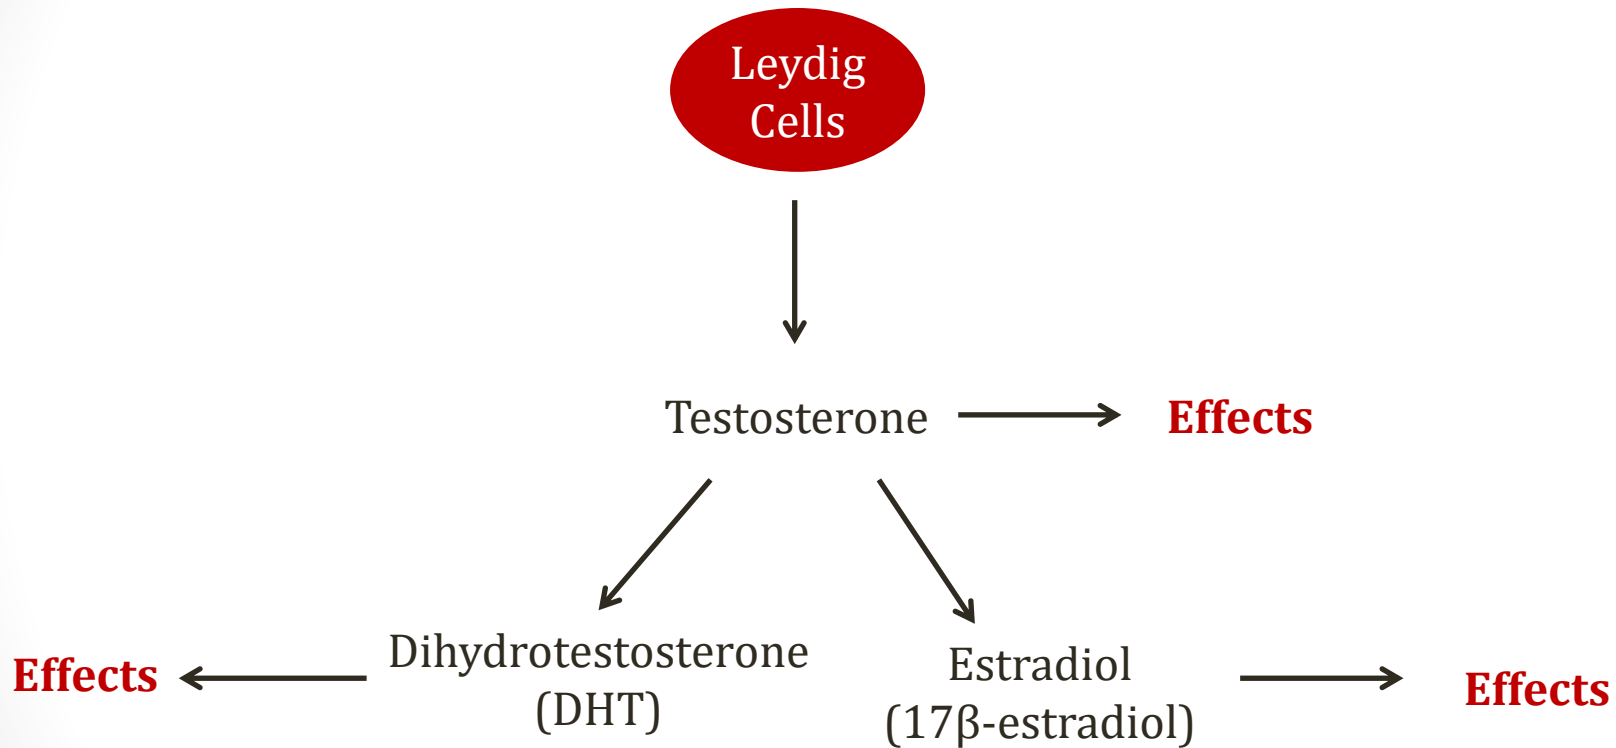 Leydig
Cells
Testosterone
Effects
Dihydrotestosterone
(DHT)
Effects
Estradiol
(17β-estradiol)
Effects